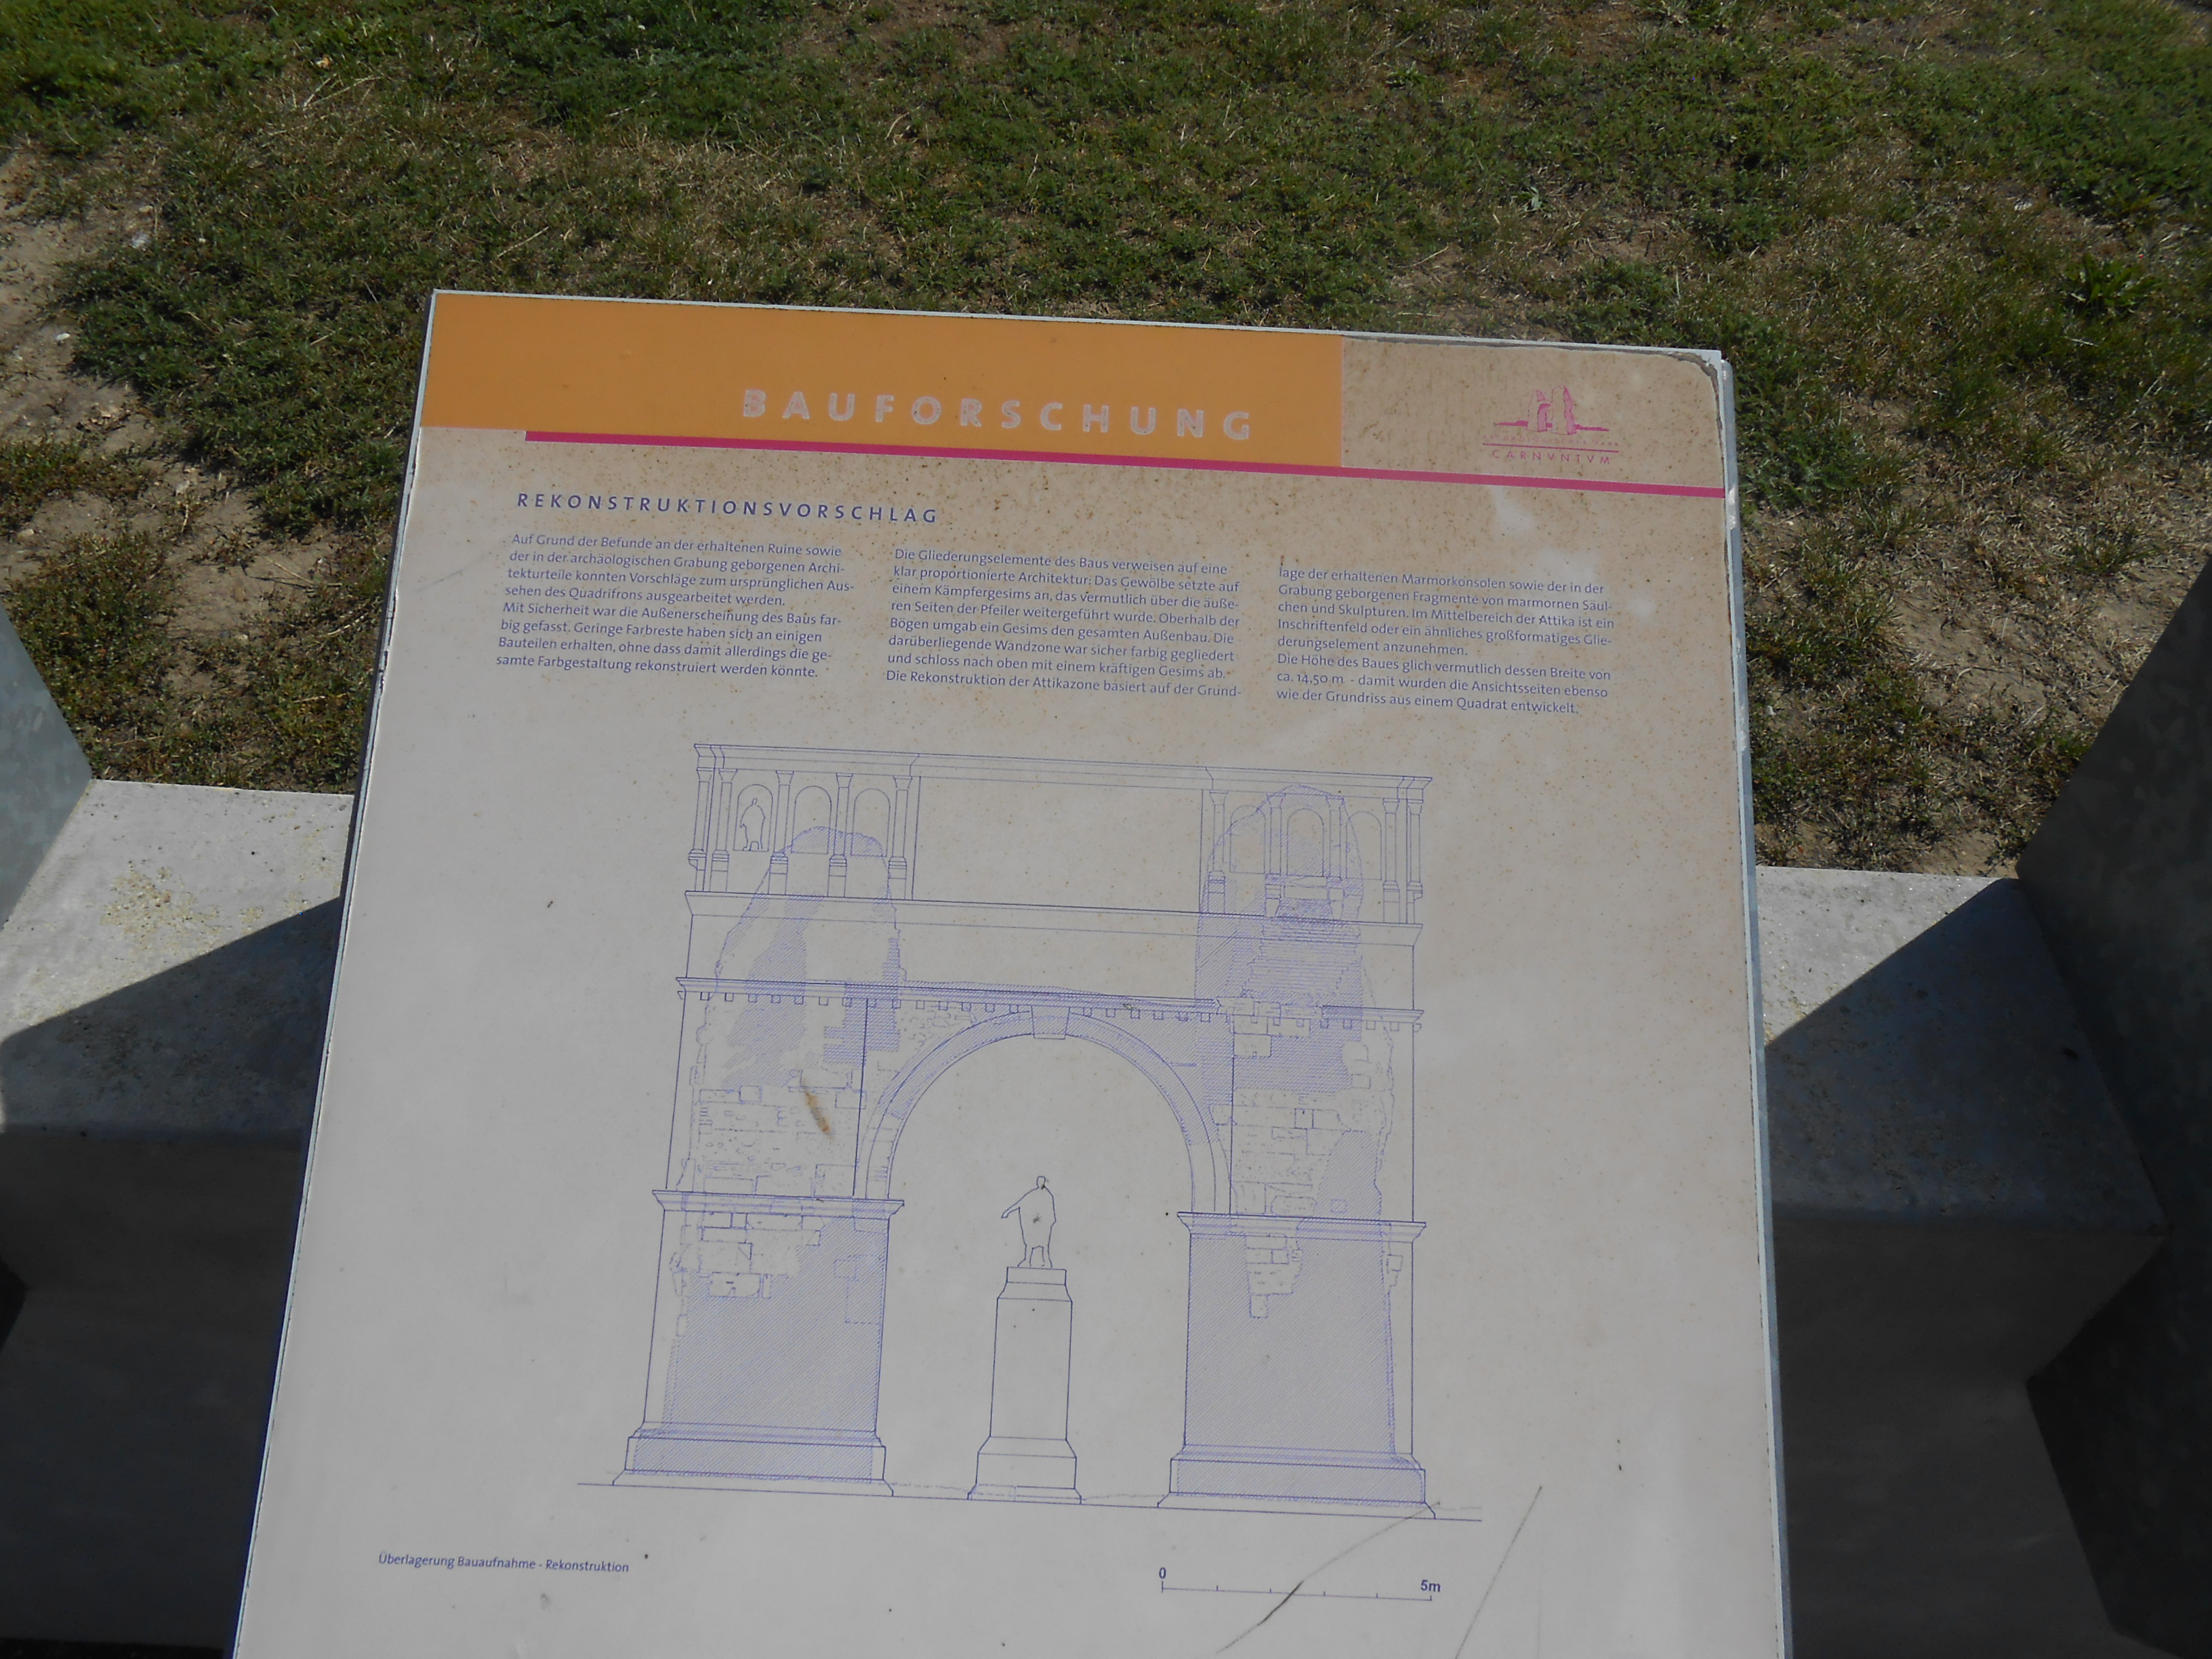 BAUFORSCHUNG
CARNVNTVM
REKONSTRUKTIONSVORSCHLAG
Auf Grund der Befunde an der erhaltenen Ruine sowie
der in der archäologischen Grabung geborgenen Archi-
tekturteile konnten Vorschläge zum ursprünglichen Aus-
sehen des Quadrifrons ausgearbeitet werden.
Mit Sicherheit war die Außenerscheinung des Baus far-
big gefasst. Geringe Farbreste haben sich an einigen
Bauteilen erhalten, ohne dass damit allerdings die ge-
samte Farbgestaltung rekonstruiert werden könnte.
Die Gliederungselemente des Baus verweisen auf eine
klar proportionierte Architektur: Das Gewölbe setzte auf
einem Kämpfergesims an, das vermutlich über die äuße-
ren Seiten der Pfeiler weitergeführt wurde. Oberhalb der
Bögen umgab ein Gesims den gesamten Außenbau. Die
darüberliegende Wandzone war sicher farbig gegliedert
und schloss nach oben mit einem kräftigen Gesims ab.
Die Rekonstruktion der Attikazone basiert auf der Grund-
lage der erhaltenen Marmorkonsolen sowie der in der
Grabung geborgenen Fragmente von marmornen Säul-
chen und Skulpturen. Im Mittelbereich der Attika ist ein
Inschriftenfeld oder ein ähnliches großformatiges Glie-
derungselement anzunehmen.
Die Höhe des Baues glich vermutlich dessen Breite von
ca. 14,50 m - damit wurden die Ansichtsseiten ebenso
wie der Grundriss aus einem Quadrat entwickelt.
Überlagerung Bauaufnahme - Rekonstruktion
0 5m